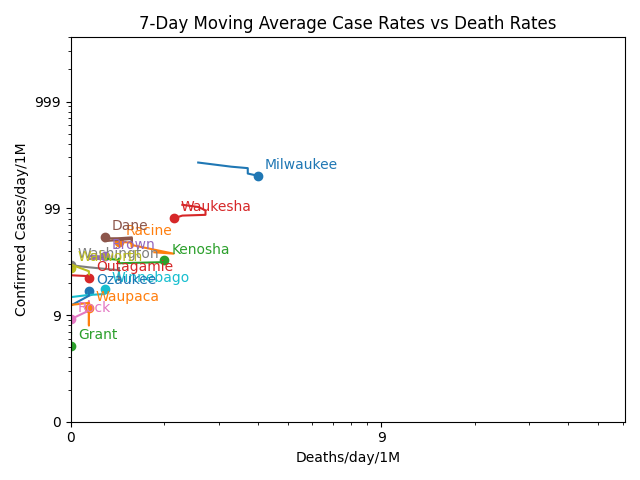 7-Day Moving Average Case Rates vs Death Rates
Confirmed Cases/day/1M
999
99
9
0
Milwaukee
Waukesha
Dane
Racine
Brown
Kenosha
Washington
Outagamie
Ozaukee
Winnebago
Waupaca
Rock
Grant
0
9
Deaths/day/1M